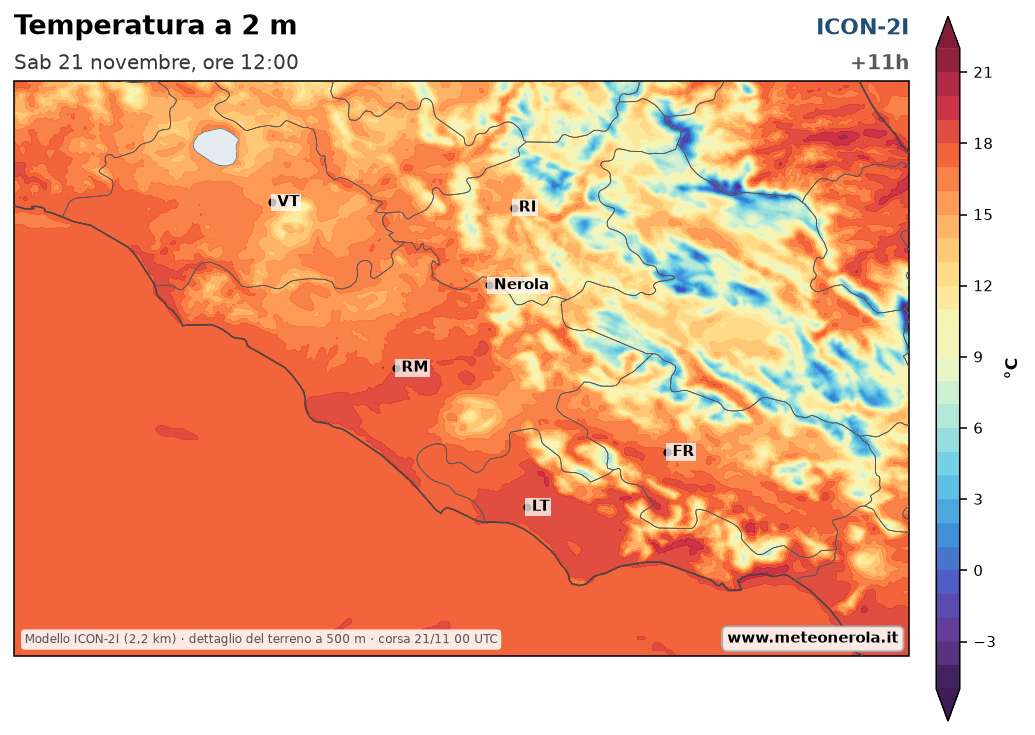 Temperatura a 2 m
ICON-2I
Sab 21 novembre, ore 12:00
+11h
21
18
15
12
9
6
3
0
−3
°C
VT
RI
Nerola
RM
FR
LT
Modello ICON-2I (2,2 km) · dettaglio del terreno a 500 m · corsa 21/11 00 UTC
www.meteonerola.it